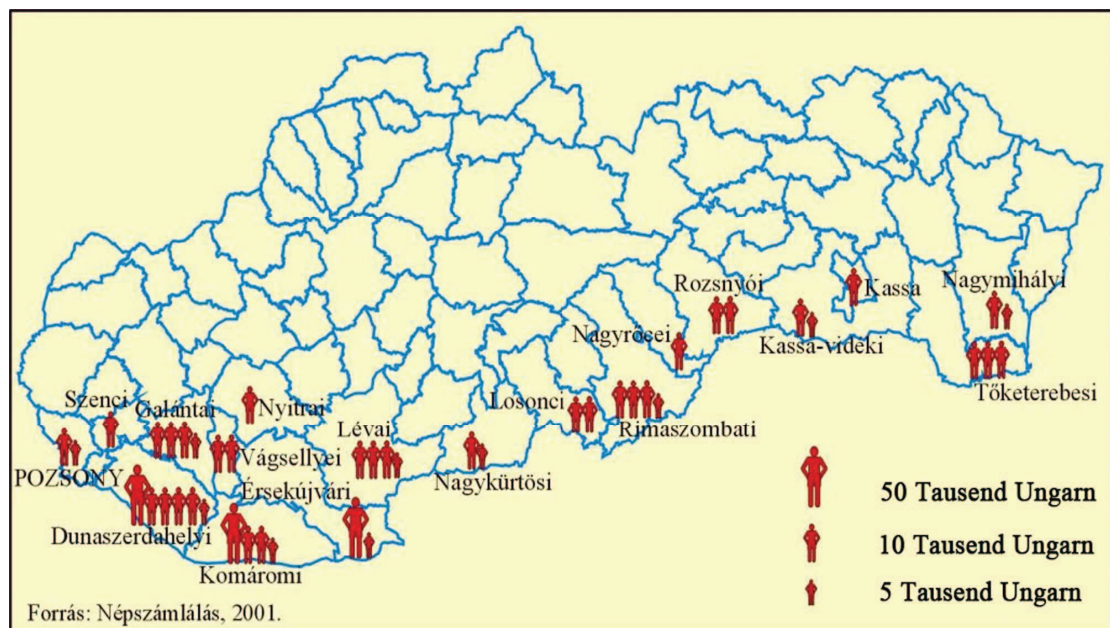 Rozsnyói
Kassa
Nagymihályi
Nagyrőcei
Kassa-vidéki
Tőketerebesi
Szenci
Galántai
Nyitrai
Losonci
Rimaszombati
Lévai
POZSONY
Vágsellyei
Nagykürtösi
Érsekújvári
Dunaszerdahelyi
Komáromi
50 Tausend Ungarn
10 Tausend Ungarn
5 Tausend Ungarn
Forrás: Népszámlálás, 2001.